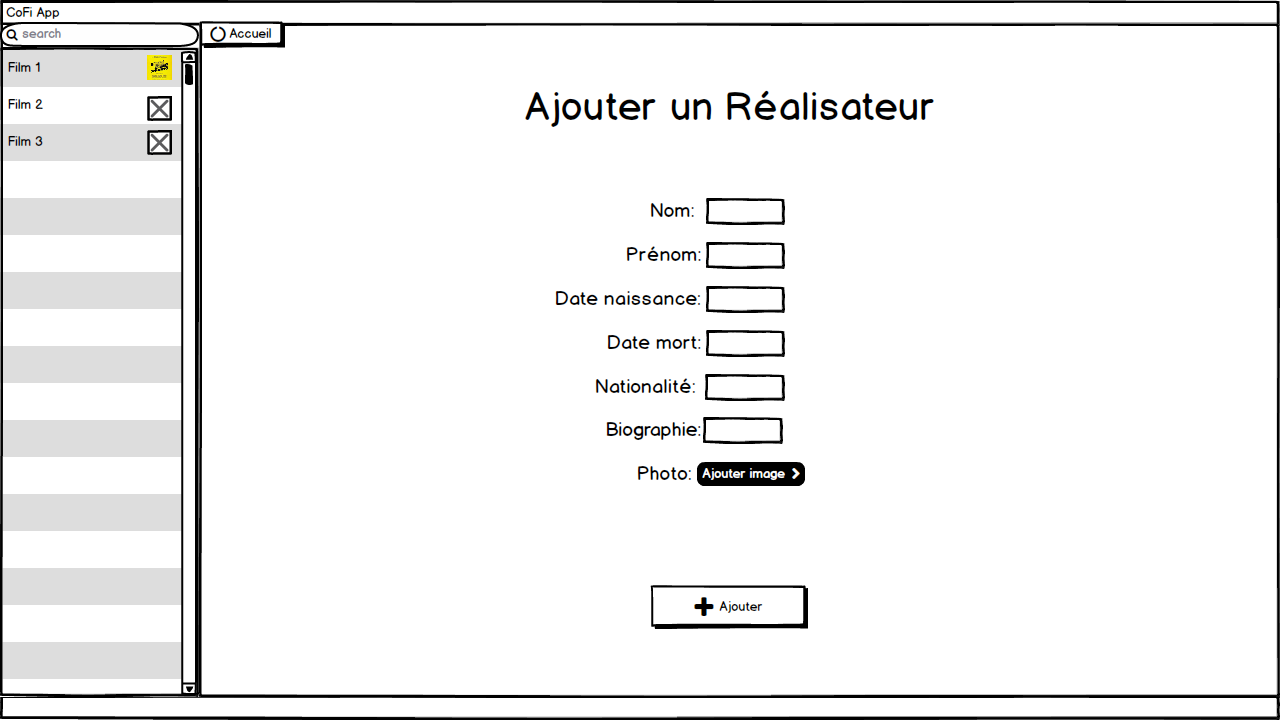 CoFi App
search
Accueil
Film 1
Film 2
Film 3
Ajouter un Réalisateur
Nom:
Prénom:
Date naissance:
Date mort:
Nationalité:
Biographie:
Photo: Ajouter image
Ajouter